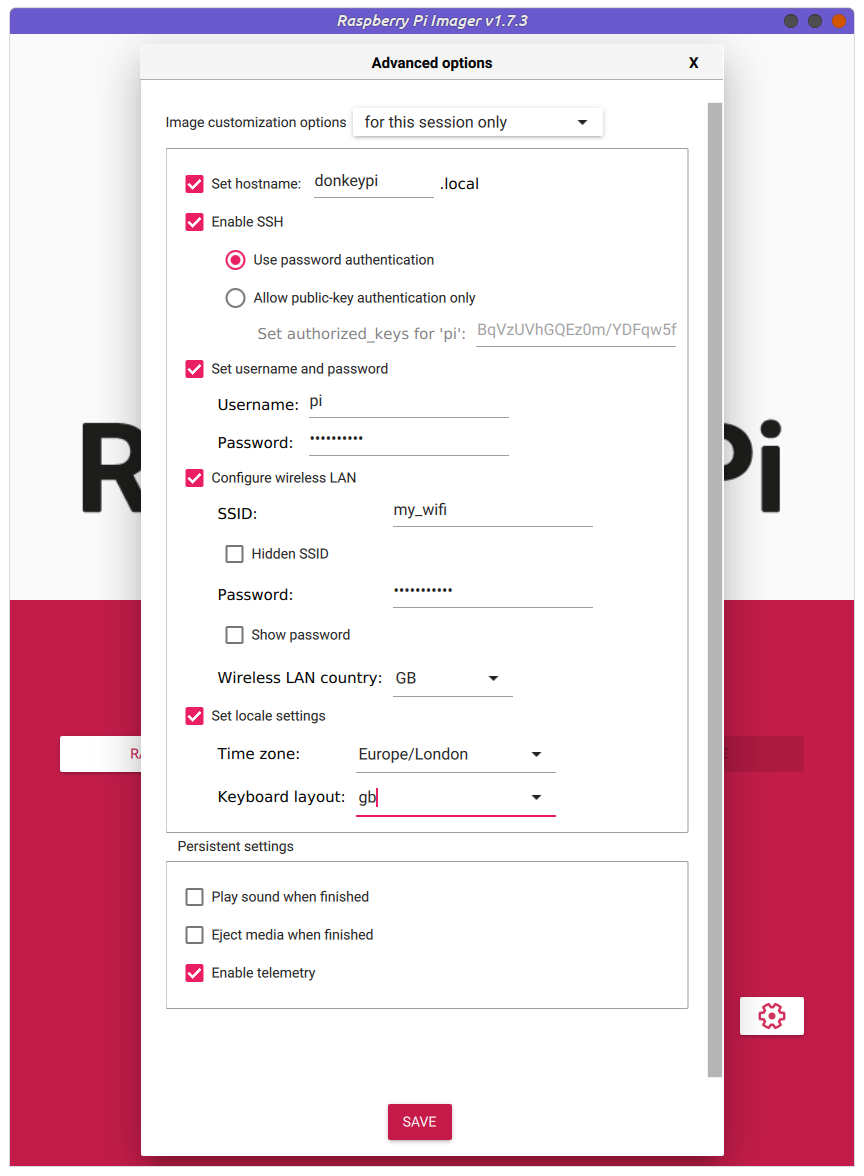 Raspberry Pi Imager v1.7.3
Advanced options X
Image customization options for this session only
Set hostname: donkeypi .local
Enable SSH
Use password authentication
Allow public-key authentication only
Set authorized_keys for 'pi': BqVzUVhGQEz0m/YDFqw5f
Set username and password
Username: pi
Password: ••••••••••
Configure wireless LAN
SSID: my_wifi
Hidden SSID
Password: •••••••••••
Show password
Wireless LAN country: GB
Set locale settings
Time zone: Europe/London
Keyboard layout: gb
Persistent settings
Play sound when finished
Eject media when finished
Enable telemetry
SAVE
R Pi